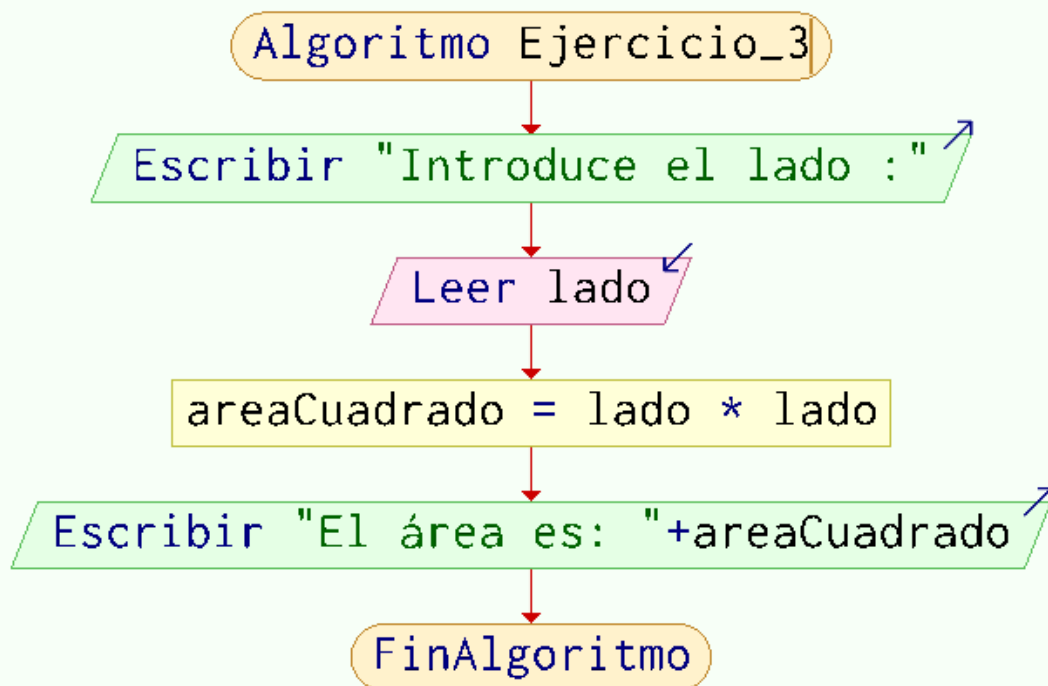 Algoritmo Ejercicio_3
Escribir "Introduce el lado :"
Leer lado
areaCuadrado = lado * lado
Escribir "El área es: "+areaCuadrado
FinAlgoritmo